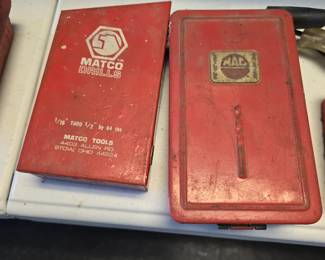 MATCO
DRILLS
1/16" THRU 1/2" by 64 ths
MATCO TOOLS
4403 ALLEN RD.
STOW, OHIO 44224
MAC